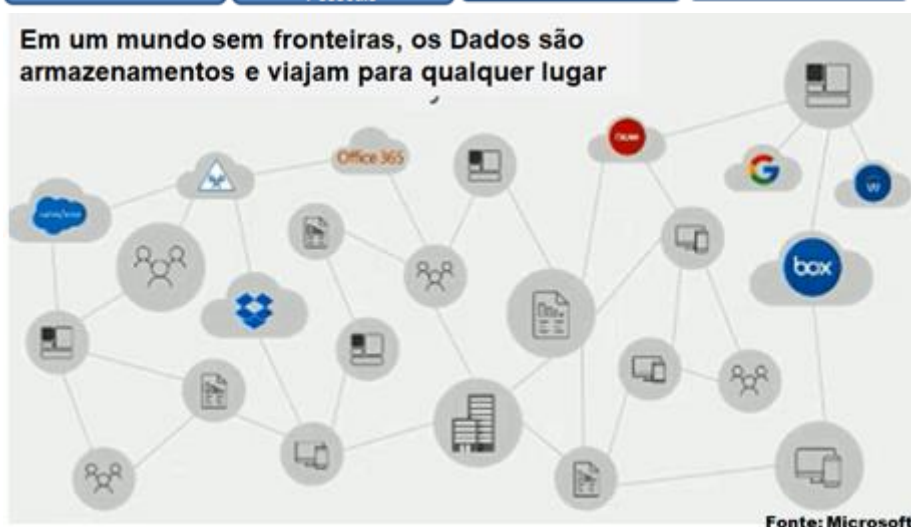 Em um mundo sem fronteiras, os Dados são
armazenamentos e viajam para qualquer lugar
Office 365
G
W
box
Fonte: Microsoft